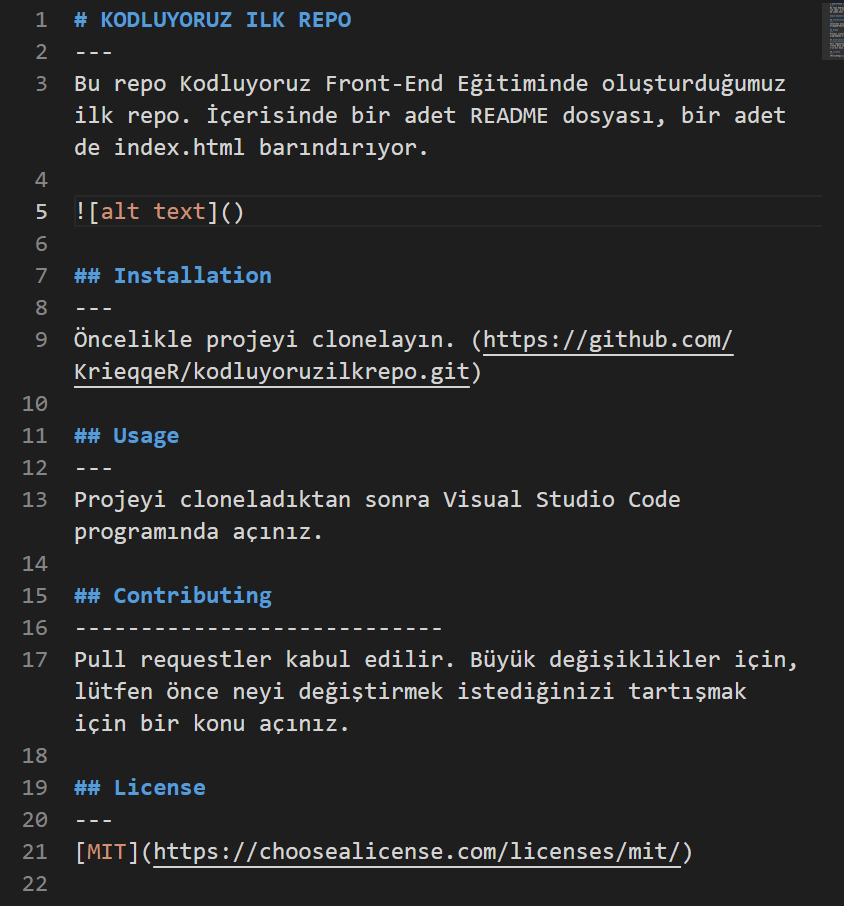 1 # KODLUYORUZ ILK REPO
2 ---
3 Bu repo Kodluyoruz Front-End Eğitiminde oluşturduğumuz
ilk repo. İçerisinde bir adet README dosyası, bir adet
de index.html barındırıyor.
4
5 ![alt text]()
6
7 ## Installation
8 ---
9 Öncelikle projeyi clonelayın. (https://github.com/
KrieqqeR/kodluyoruzilkrepo.git)
10
11 ## Usage
12 ---
13 Projeyi cloneladıktan sonra Visual Studio Code
programında açınız.
14
15 ## Contributing
16 ----------------------------
17 Pull requestler kabul edilir. Büyük değişiklikler için,
lütfen önce neyi değiştirmek istediğinizi tartışmak
için bir konu açınız.
18
19 ## License
20 ---
21 [MIT](https://choosealicense.com/licenses/mit/)
22